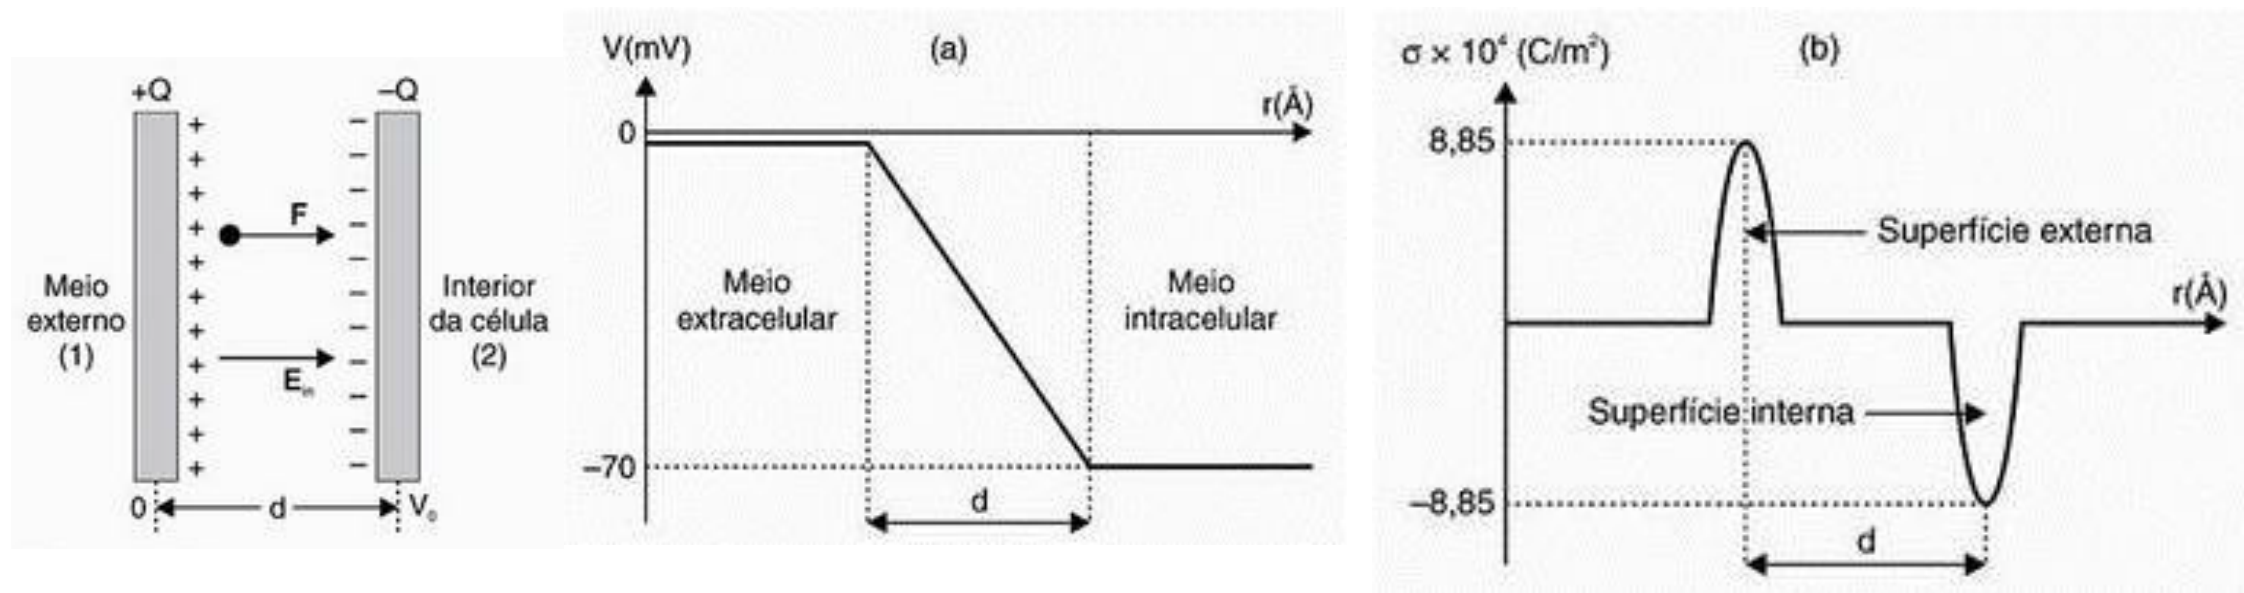 +Q
–Q
F
Meio
externo
(1)
Interior
da célula
(2)
E
in
0
d
V₀
V(mV)
(a)
r(Å)
0
Meio
extracelular
Meio
intracelular
–70
d
σ × 10⁴ (C/m²)
(b)
8,85
Superfície externa
r(Å)
Superfície interna
–8,85
d